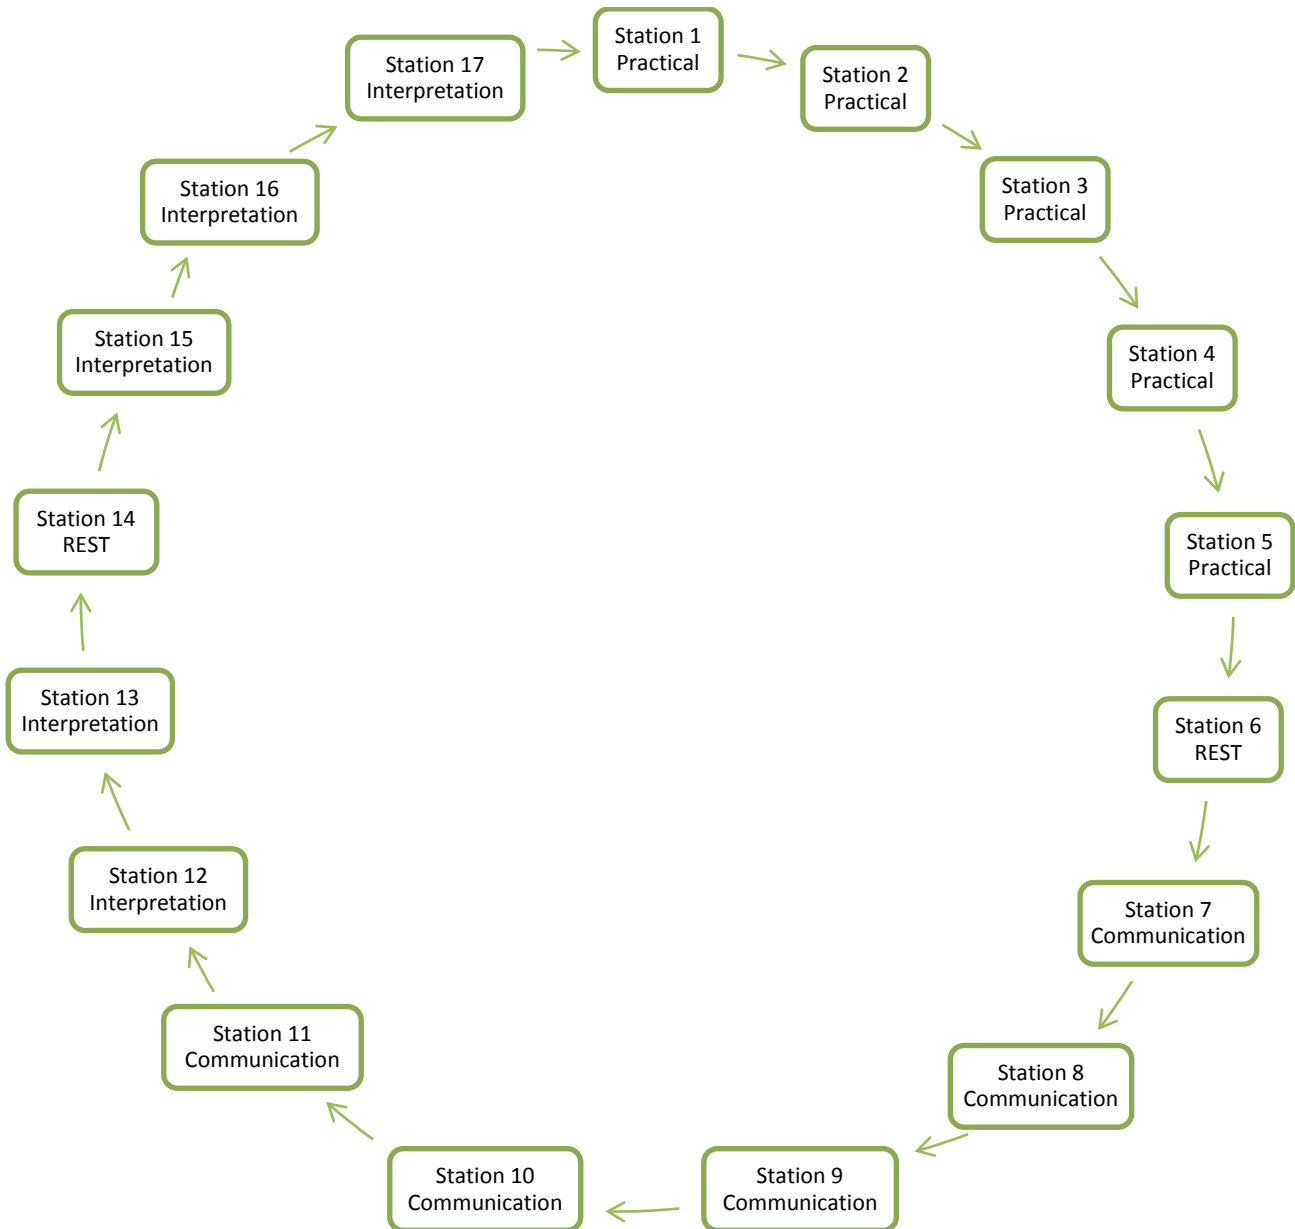 Station 1
Practical
Station 2
Practical
Station 3
Practical
Station 4
Practical
Station 5
Practical
Station 6
REST
Station 7
Communication
Station 8
Communication
Station 9
Communication
Station 10
Communication
Station 11
Communication
Station 12
Interpretation
Station 13
Interpretation
Station 14
REST
Station 15
Interpretation
Station 16
Interpretation
Station 17
Interpretation